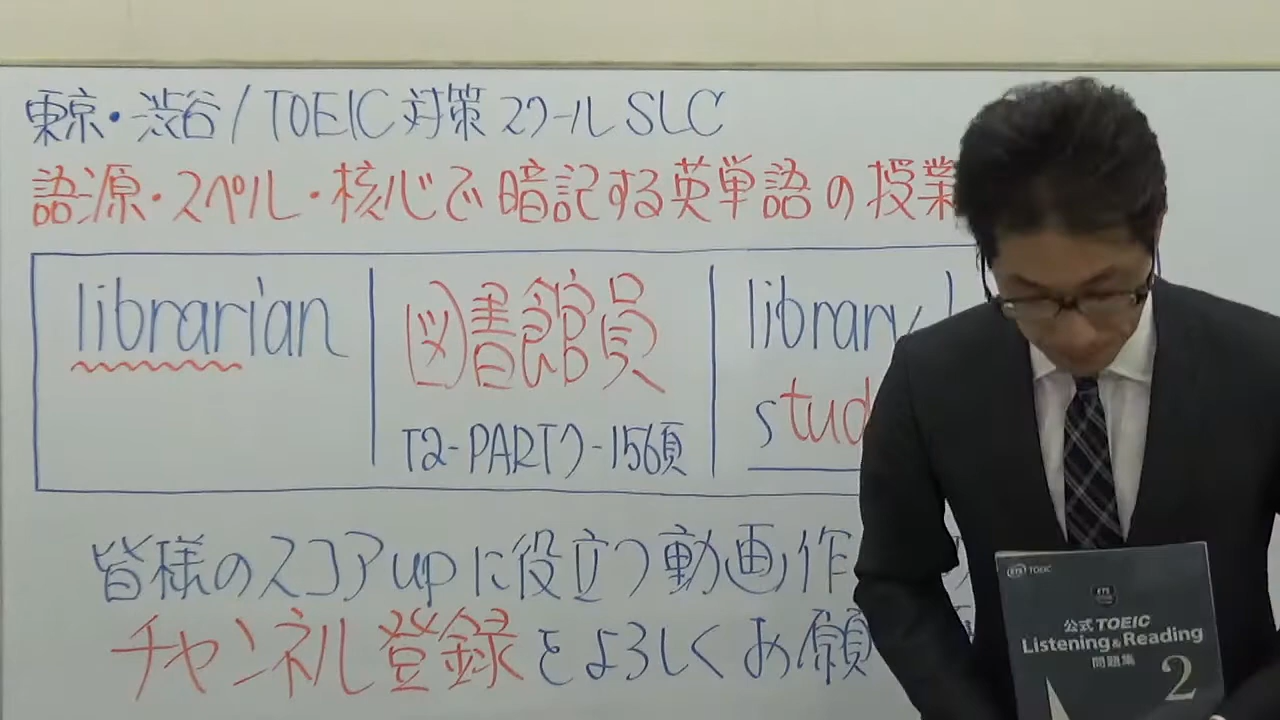 東京・渋谷/TOEIC対策スクールSLC
語源・スペル・核心で暗記する英単語の授業
librarian
図書館員
T2-PART7-156頁
library
stud
皆様のスコアupに役立つ動画作
チャンネル登録をよろしくお願
ETS TOEIC
公式TOEIC
Listening & Reading
問題集
2